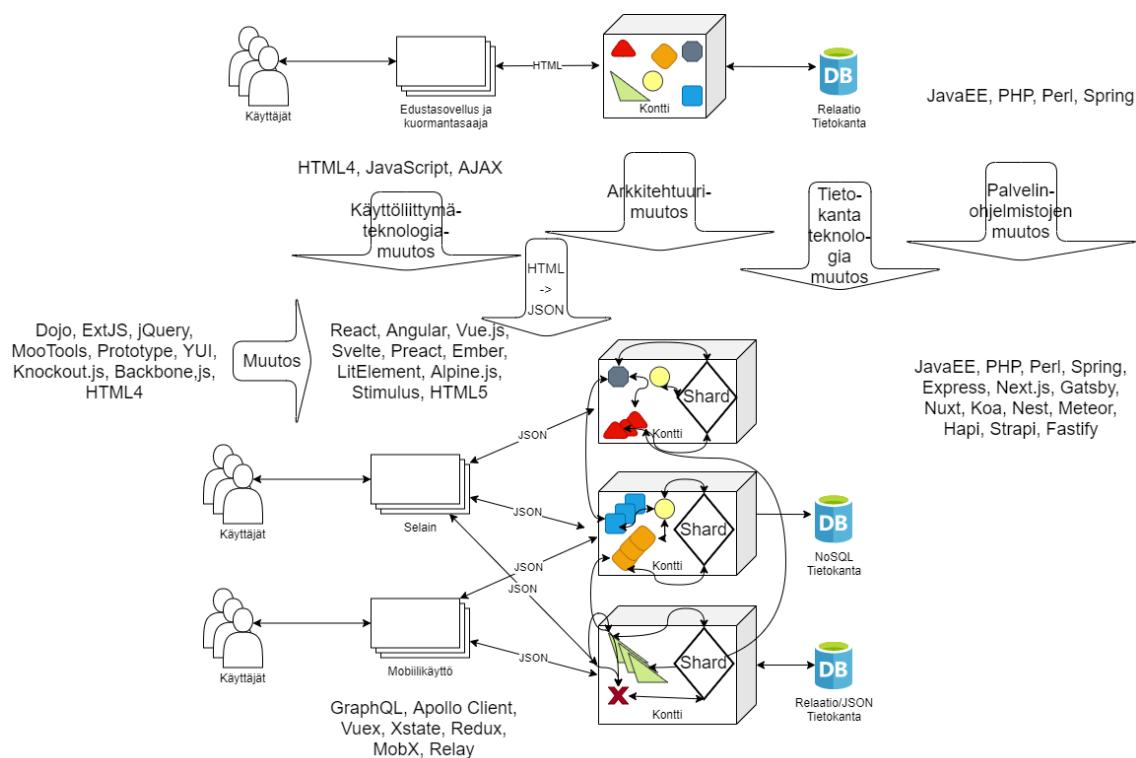 HTML
DB
Käyttäjät
Edustasovellus ja
kuormantasaaja
Kontti
Relaatio
Tietokanta
JavaEE, PHP, Perl, Spring
HTML4, JavaScript, AJAX
Käyttöliittymä-
teknologia-
muutos
Arkkitehtuuri-
muutos
Tieto-
kanta
teknolo-
gia
muutos
Palvelin-
ohjelmistojen
muutos
HTML
->
JSON
Dojo, ExtJS, jQuery,
MooTools, Prototype, YUI,
Knockout.js, Backbone,js,
HTML4
Muutos
React, Angular, Vue.js,
Svelte, Preact, Ember,
LitElement, Alpine.js,
Stimulus, HTML5
JavaEE, PHP, Perl, Spring,
Express, Next.js, Gatsby,
Nuxt, Koa, Nest, Meteor,
Hapi, Strapi, Fastify
Shard
Kontti
JSON
Käyttäjät
Selain
JSON
Shard
Kontti
DB
NoSQL
Tietokanta
JSON
JSON
Käyttäjät
Mobiilikäyttö
JSON
Shard
Kontti
DB
Relaatio/JSON
Tietokanta
GraphQL, Apollo Client,
Vuex, Xstate, Redux,
MobX, Relay